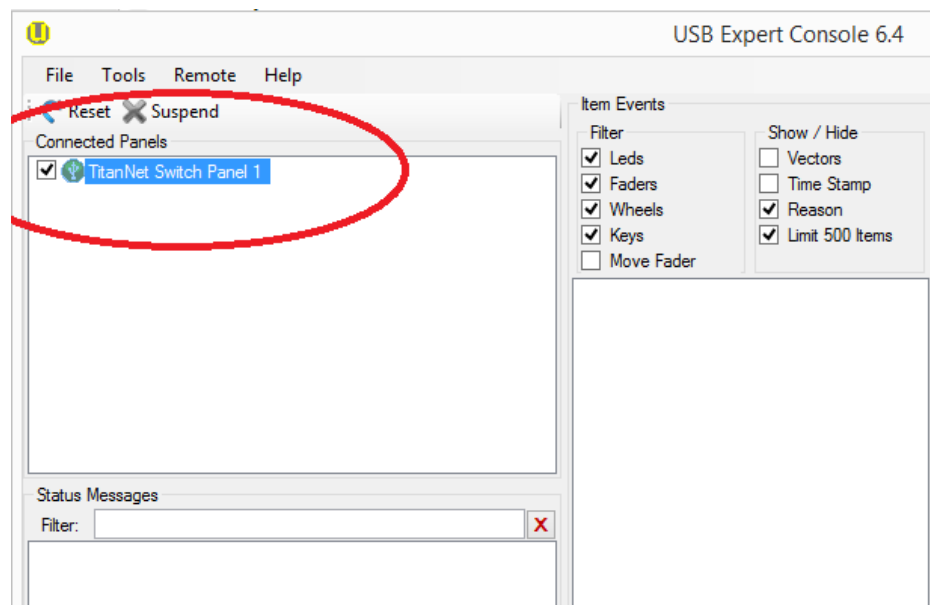 USB Expert Console 6.4
File Tools Remote Help
Reset Suspend
Connected Panels
TitanNet Switch Panel 1
Item Events
Filter
Leds
Faders
Wheels
Keys
Move Fader
Show / Hide
Vectors
Time Stamp
Reason
Limit 500 Items
Status Messages
Filter:
X